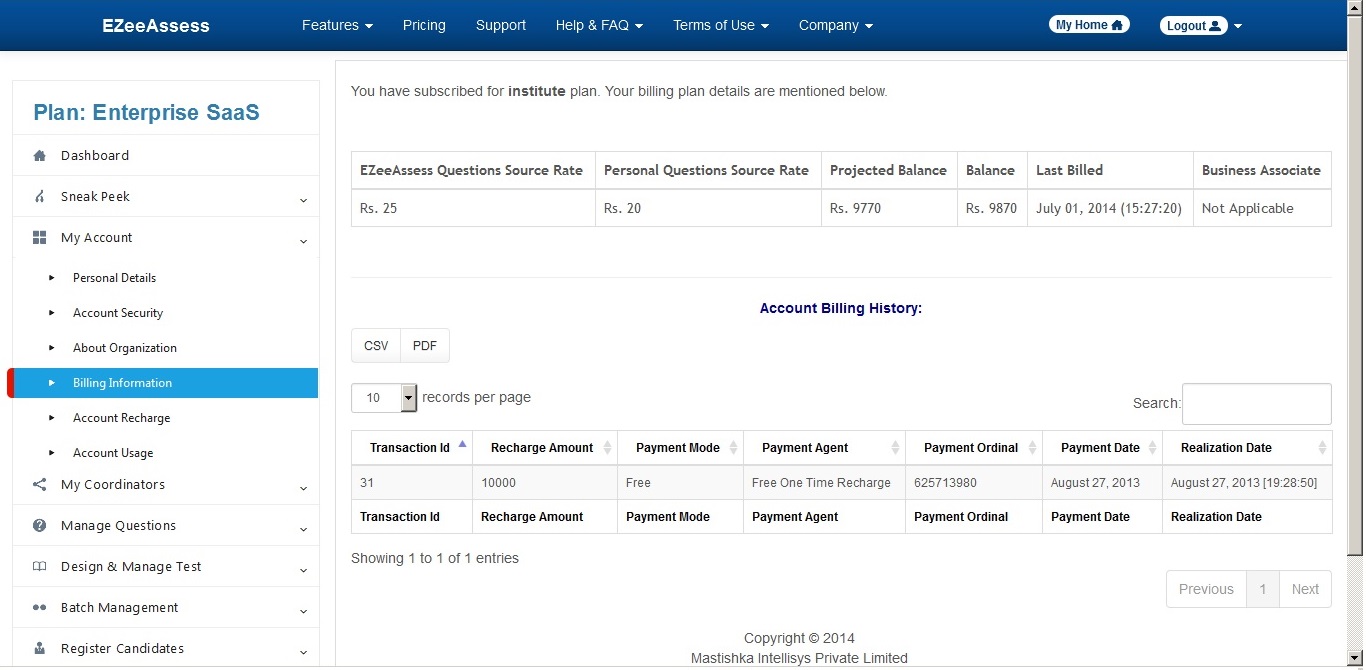 EZeeAssess Features Pricing Support Help & FAQ Terms of Use Company My Home Logout
Plan: Enterprise SaaS
Dashboard
Sneak Peek
My Account
Personal Details
Account Security
About Organization
Billing Information
Account Recharge
Account Usage
My Coordinators
Manage Questions
Design & Manage Test
Batch Management
Register Candidates
You have subscribed for institute plan. Your billing plan details are mentioned below.
EZeeAssess Questions Source Rate Personal Questions Source Rate Projected Balance Balance Last Billed Business Associate
Rs. 25 Rs. 20 Rs. 9770 Rs. 9870 July 01, 2014 (15:27:20) Not Applicable
Account Billing History:
CSV PDF
10 records per page
Search:
Transaction Id Recharge Amount Payment Mode Payment Agent Payment Ordinal Payment Date Realization Date
31 10000 Free Free One Time Recharge 625713980 August 27, 2013 August 27, 2013 [19:28:50]
Transaction Id Recharge Amount Payment Mode Payment Agent Payment Ordinal Payment Date Realization Date
Showing 1 to 1 of 1 entries
Previous 1 Next
Copyright © 2014
Mastishka Intellisys Private Limited